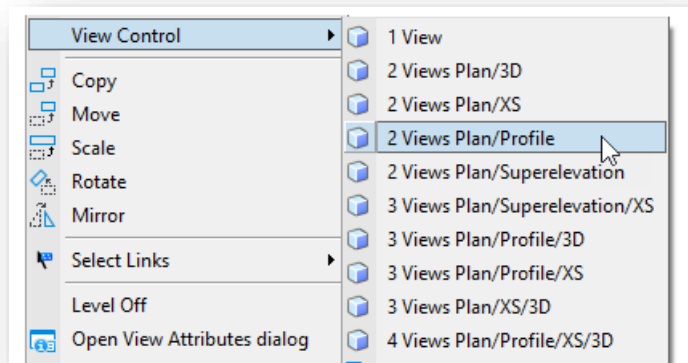 View Control
Copy
Move
Scale
Rotate
Mirror
Select Links
Level Off
Open View Attributes dialog
1 View
2 Views Plan/3D
2 Views Plan/XS
2 Views Plan/Profile
2 Views Plan/Superelevation
3 Views Plan/Superelevation/XS
3 Views Plan/Profile/3D
3 Views Plan/Profile/XS
3 Views Plan/XS/3D
4 Views Plan/Profile/XS/3D